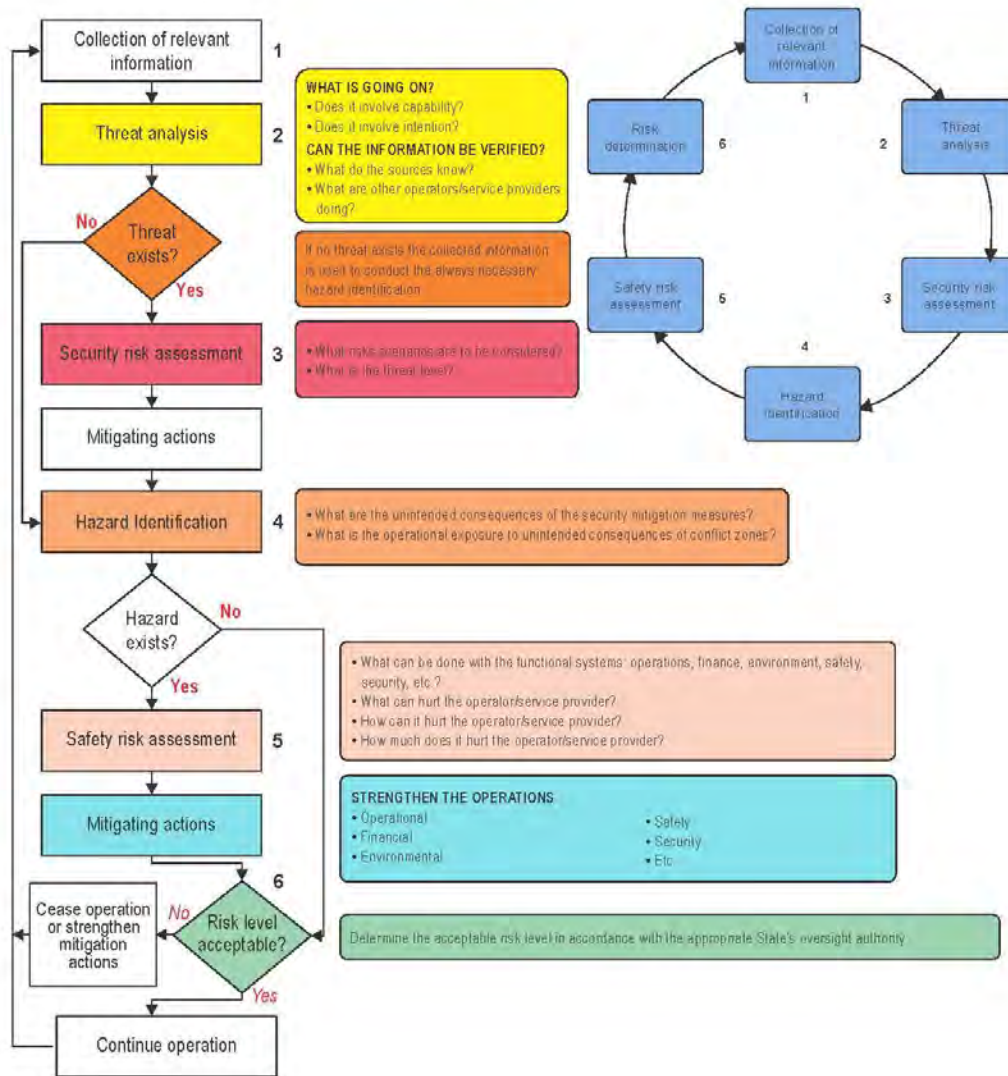 Collection of relevant
information
1
Threat analysis
2
WHAT IS GOING ON?
• Does it involve capability?
• Does it involve intention?
CAN THE INFORMATION BE VERIFIED?
• What do the sources know?
• What are other operators/service providers
doing?
No
Threat
exists?
Yes
If no threat exists the collected information
is used to conduct the always necessary
hazard identification
Security risk assessment
3
• What risks scenarios are to be considered?
• What is the threat level?
Mitigating actions
Hazard Identification
4
• What are the unintended consequences of the security mitigation measures?
• What is the operational exposure to unintended consequences of conflict zones?
Hazard
exists?
No
Yes
• What can be done with the functional systems: operations, finance, environment, safety,
security, etc ?
• What can hurt the operator/service provider?
• How can it hurt the operator/service provider?
• How much does it hurt the operator/service provider?
Safety risk assessment
5
Mitigating actions
STRENGTHEN THE OPERATIONS
• Operational
• Financial
• Environmental
• Safety
• Security
• Etc
6
Cease operation
or strengthen
mitigation
actions
No
Risk level
acceptable?
Yes
Determine the acceptable risk level in accordance with the appropriate State's oversight authority
Continue operation
Collection of
relevant
information
1
Threat
analysis
2
Security risk
assessment
3
Hazard
identification
4
Safety risk
assessment
5
Risk
determination
6